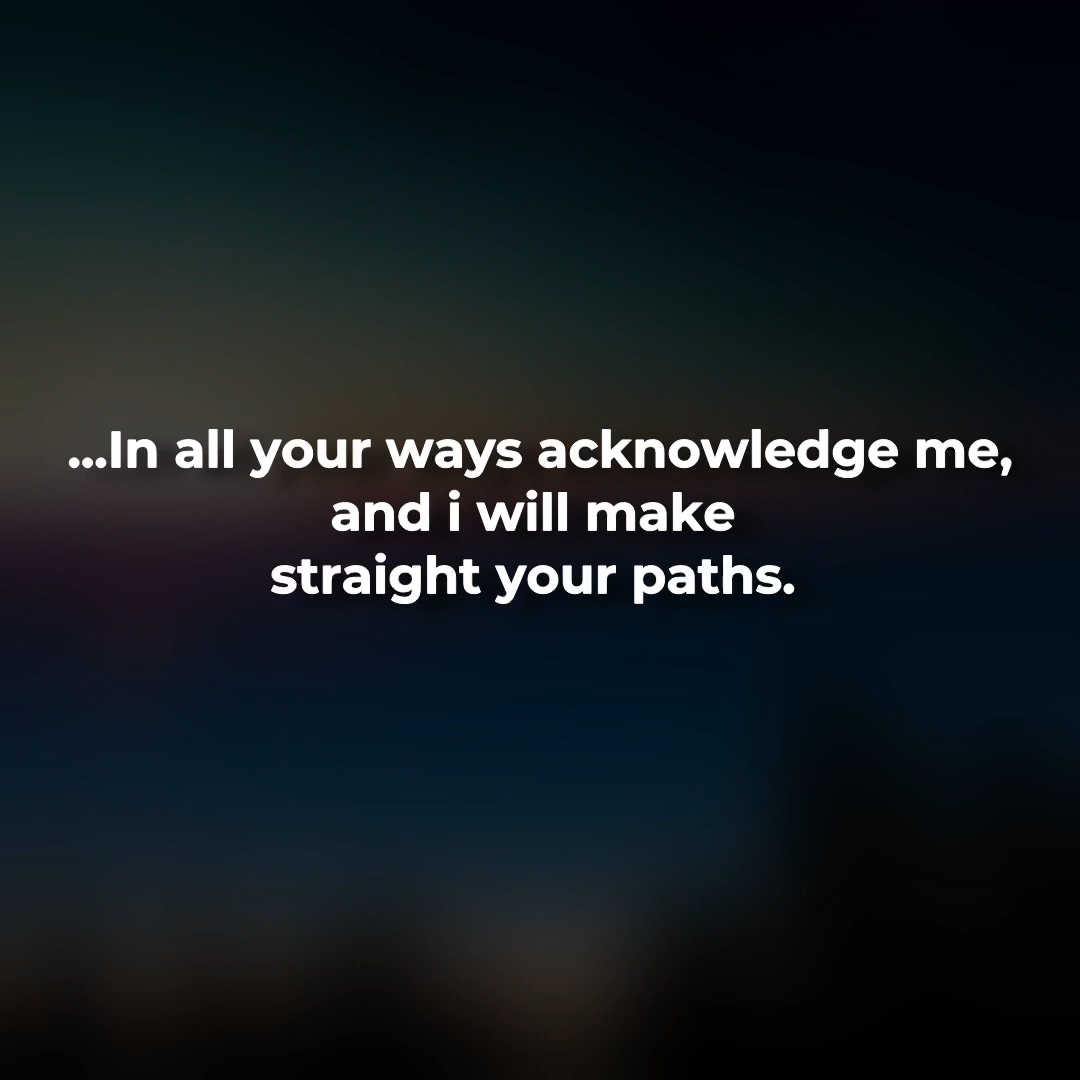 ...In all your ways acknowledge me,
and i will make
straight your paths.